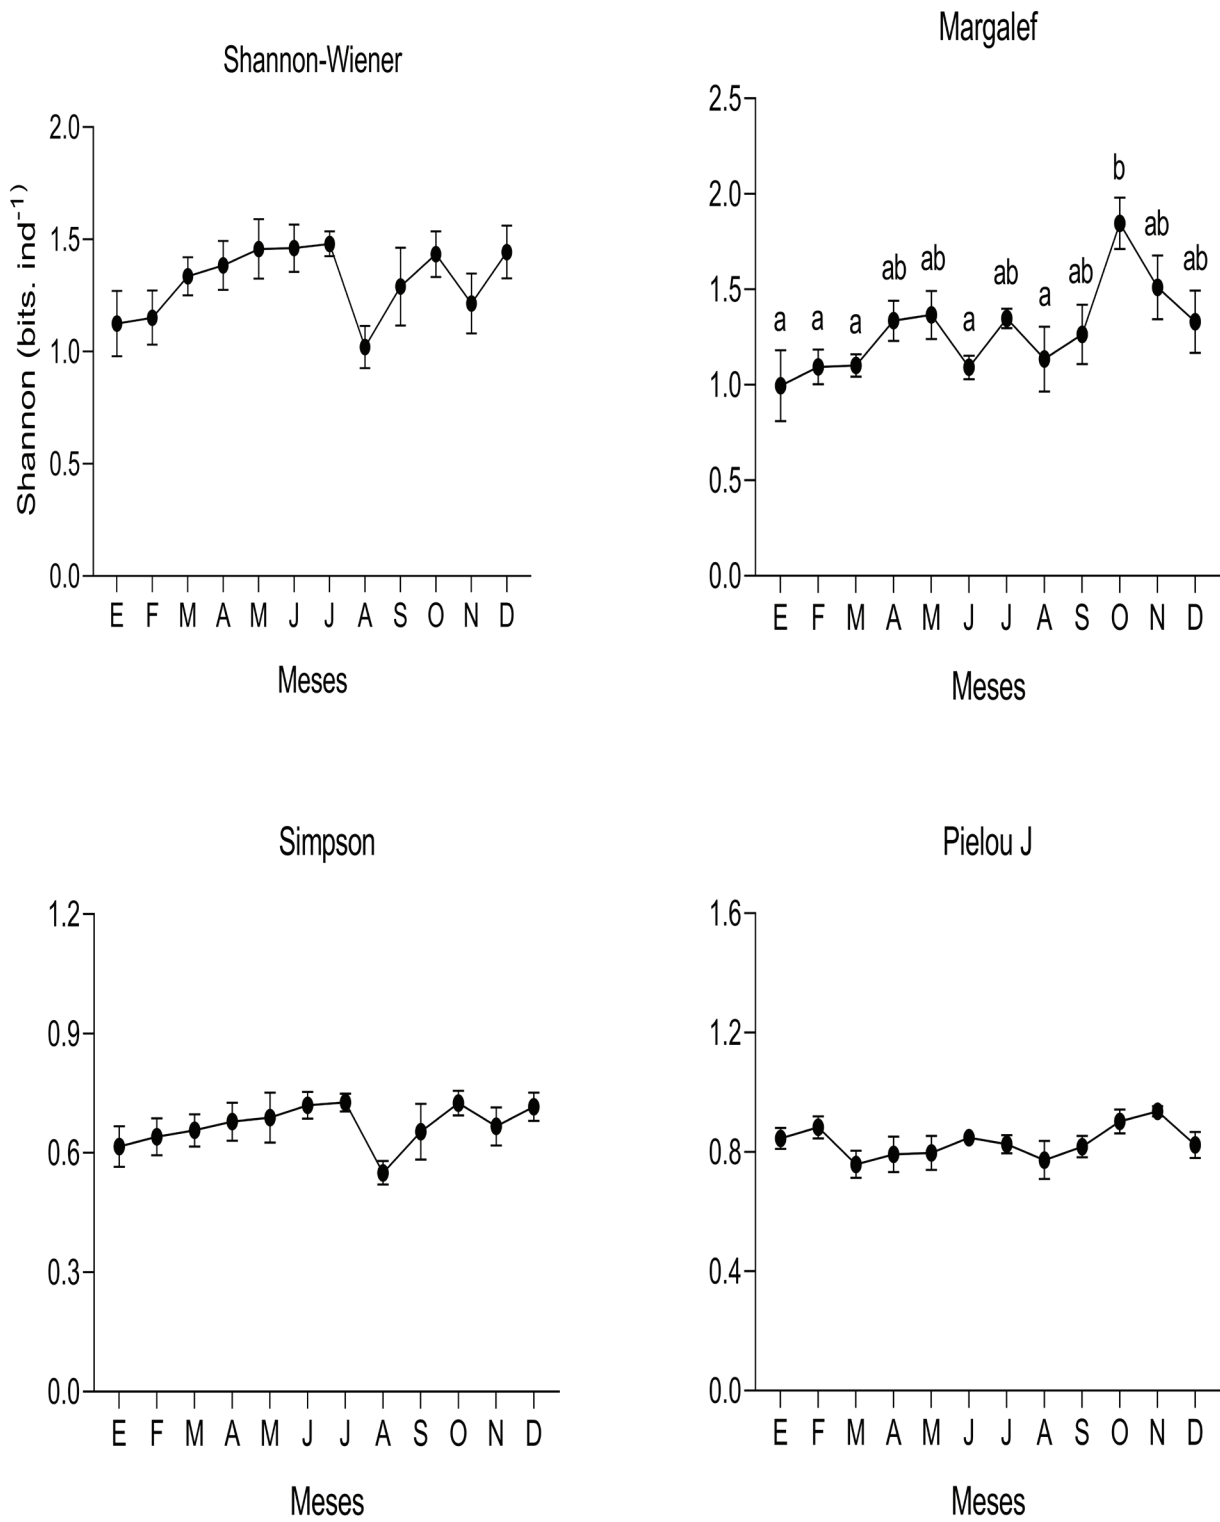 Shannon-Wiener
Shannon (bits. ind⁻¹)
2.0
1.5
1.0
0.5
0.0
E F M A M J J A S O N D
Meses
Margalef
2.5
2.0
1.5
1.0
0.5
0.0
a a a ab ab a ab a ab b ab ab
E F M A M J J A S O N D
Meses
Simpson
1.2
0.9
0.6
0.3
0.0
E F M A M J J A S O N D
Meses
Pielou J
1.6
1.2
0.8
0.4
0.0
E F M A M J J A S O N D
Meses